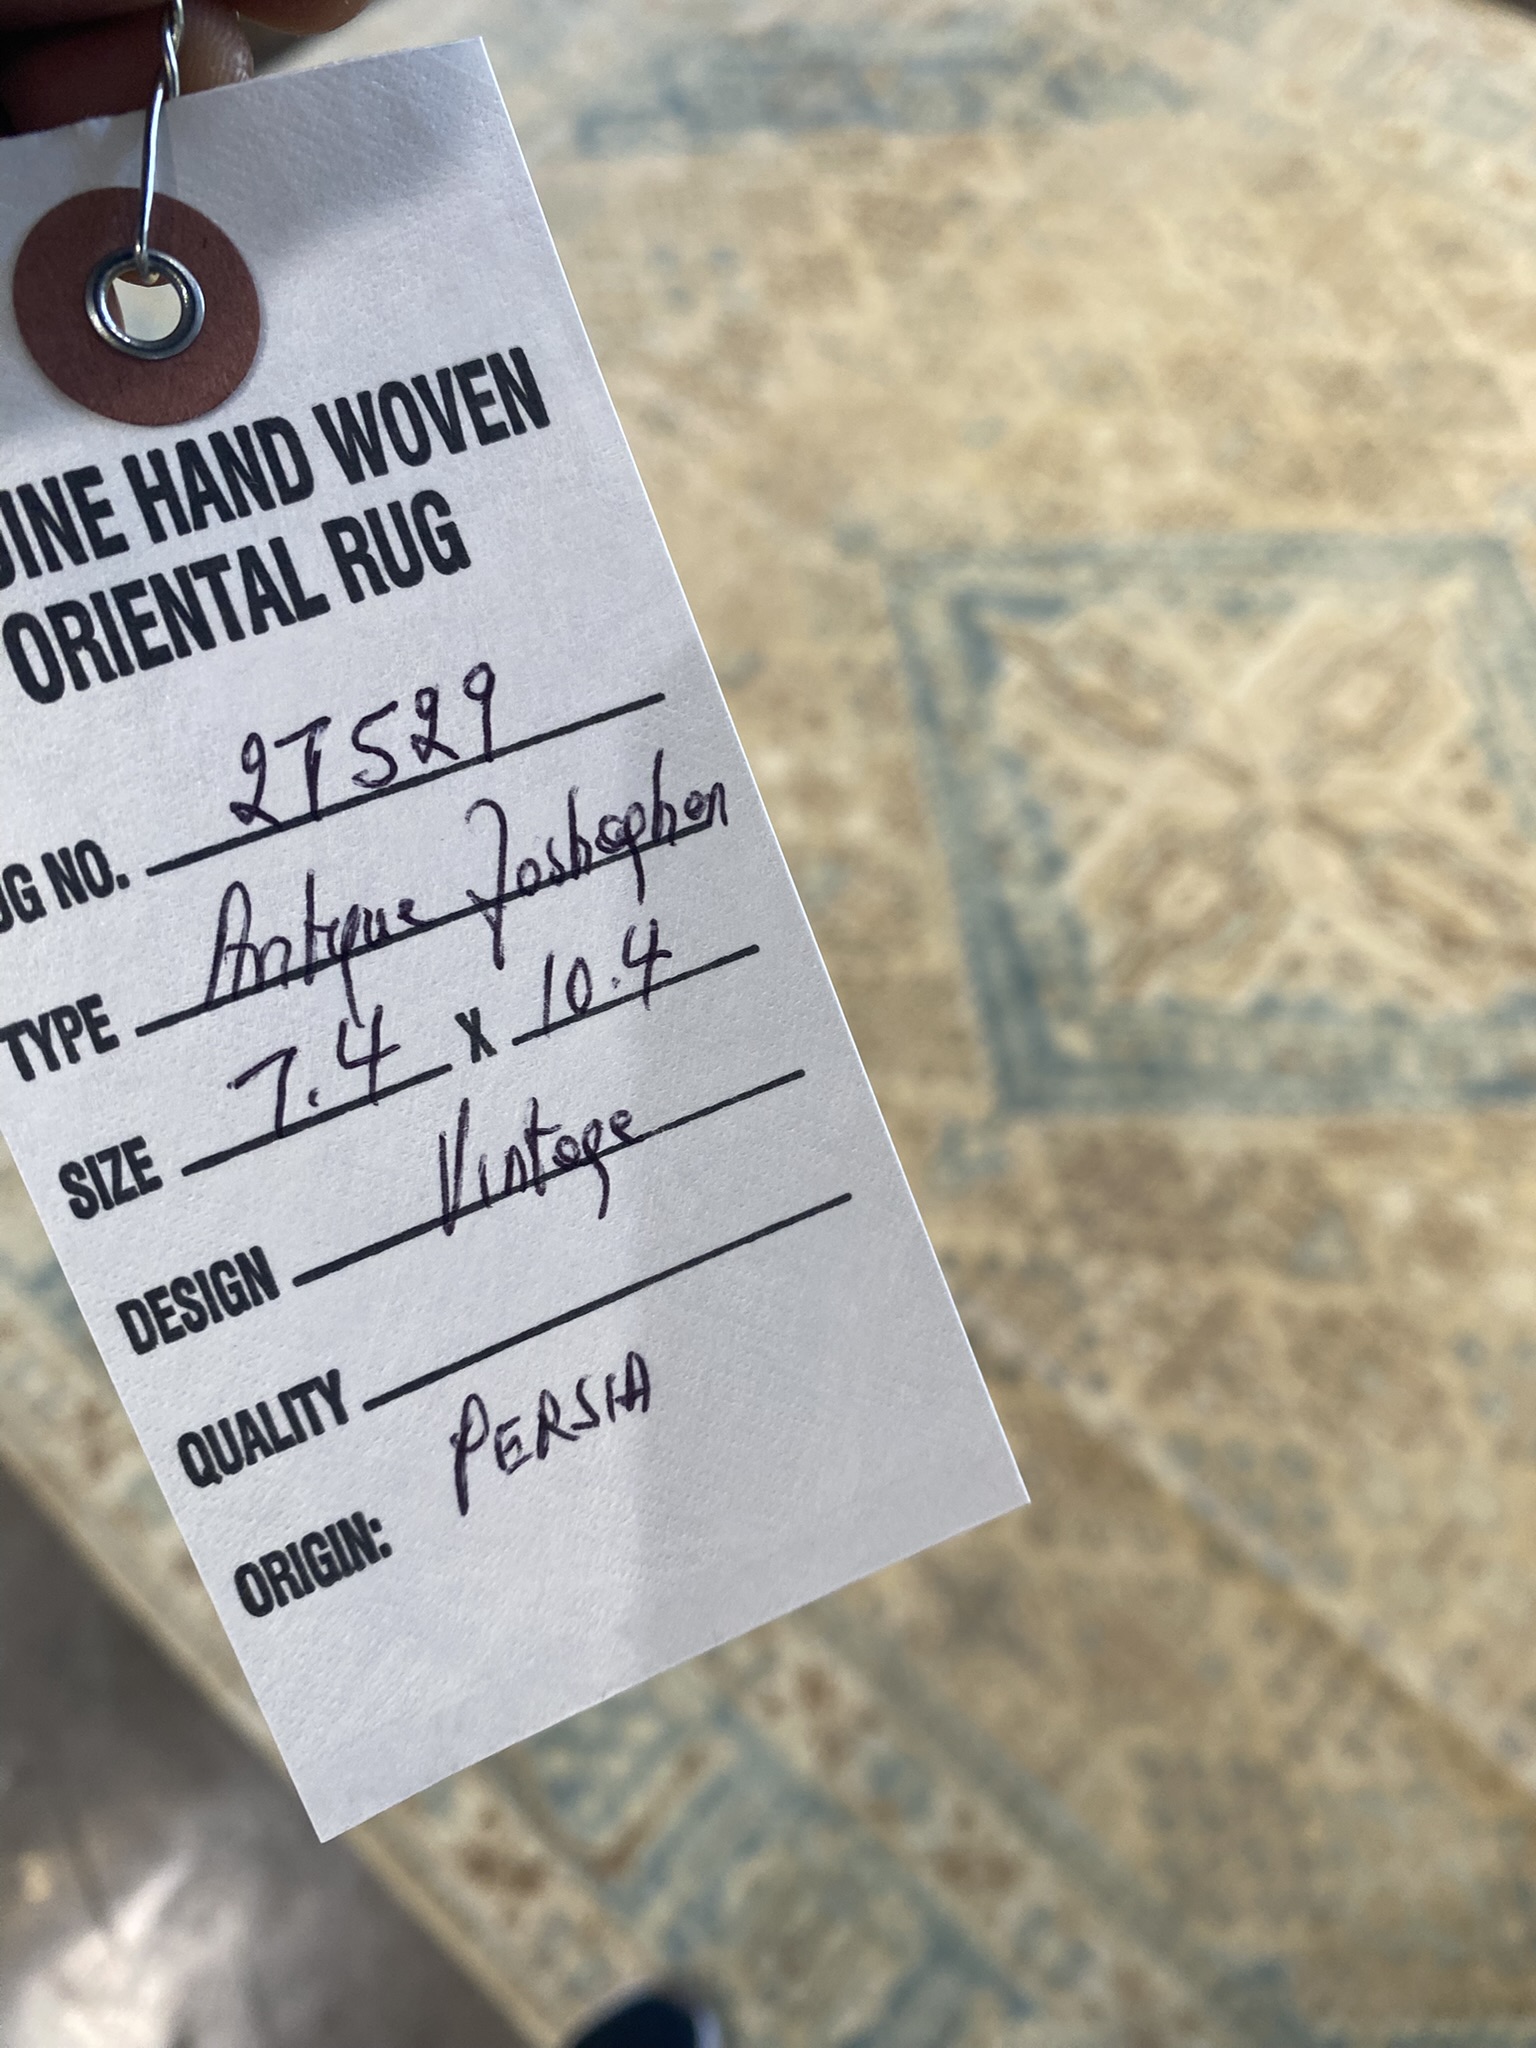 UINE HAND WOVEN
ORIENTAL RUG
UG NO. 27529
TYPE Antique Joshaghan
SIZE 7.4 X 10.4
DESIGN Vintage
QUALITY
ORIGIN: PERSIA